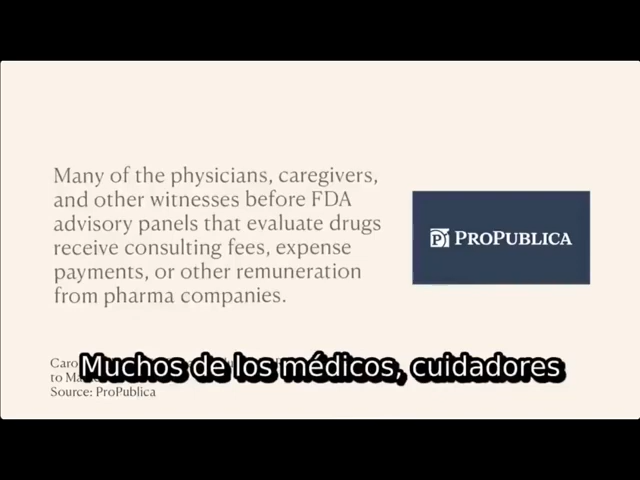 Many of the physicians, caregivers,
and other witnesses before FDA
advisory panels that evaluate drugs
receive consulting fees, expense
payments, or other remuneration
from pharma companies.
PROPUBLICA
Muchos de los médicos, cuidadores
Source: ProPublica